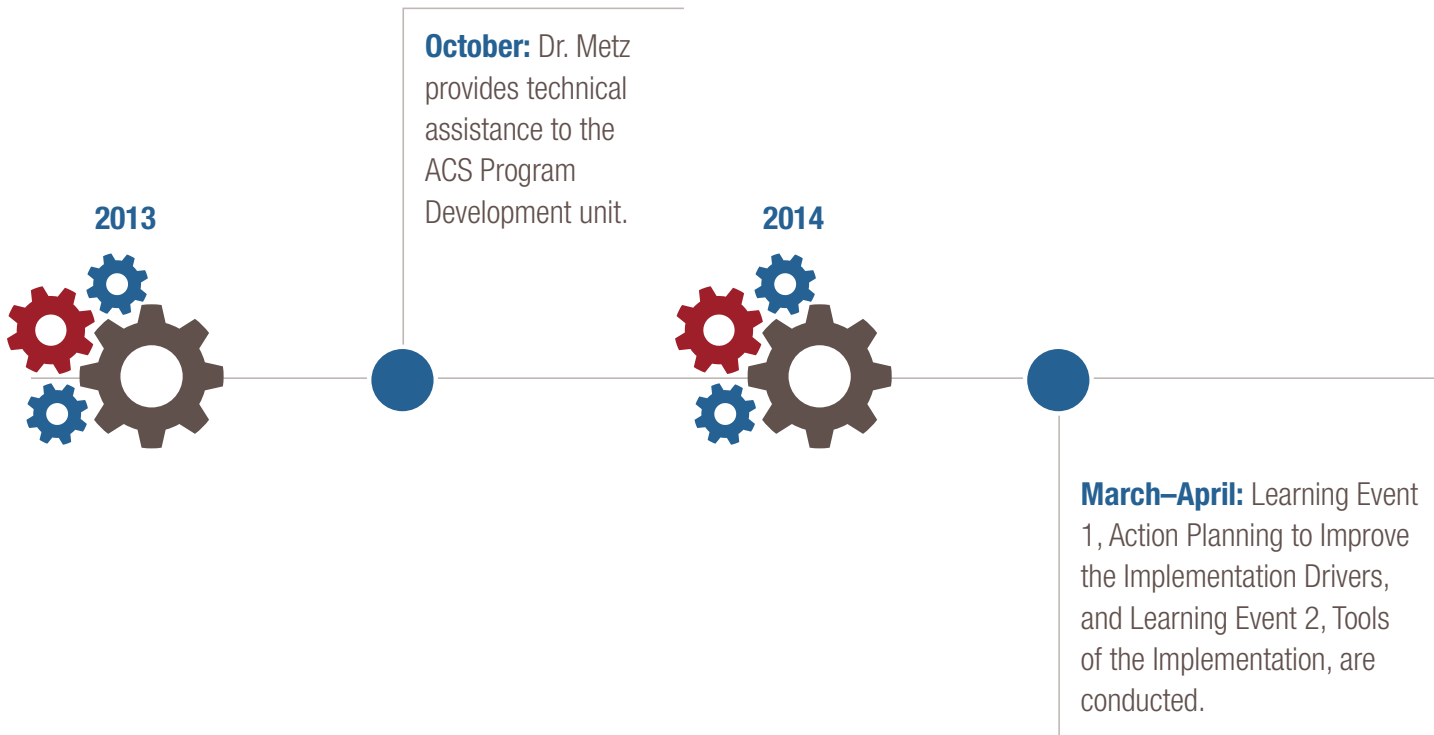 2013
October: Dr. Metz
provides technical
assistance to the
ACS Program
Development unit.
2014
March–April: Learning Event
1, Action Planning to Improve
the Implementation Drivers,
and Learning Event 2, Tools
of the Implementation, are
conducted.